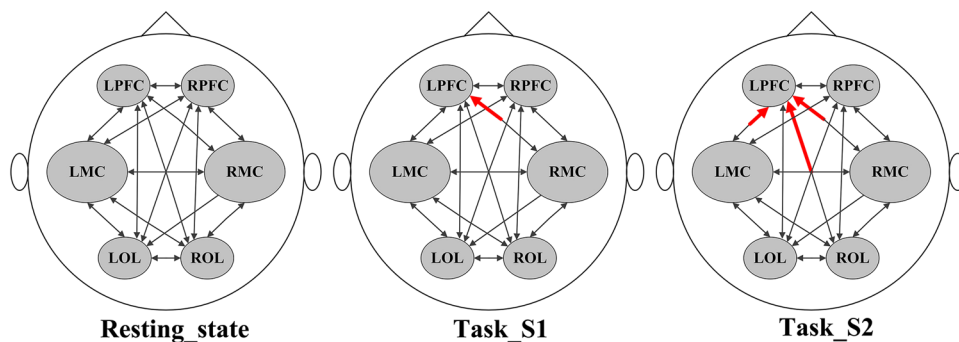 LPFC RPFC LPFC RPFC LPFC RPFC
LMC RMC LMC RMC LMC RMC
LOL ROL LOL ROL LOL ROL
Resting_state Task_S1 Task_S2